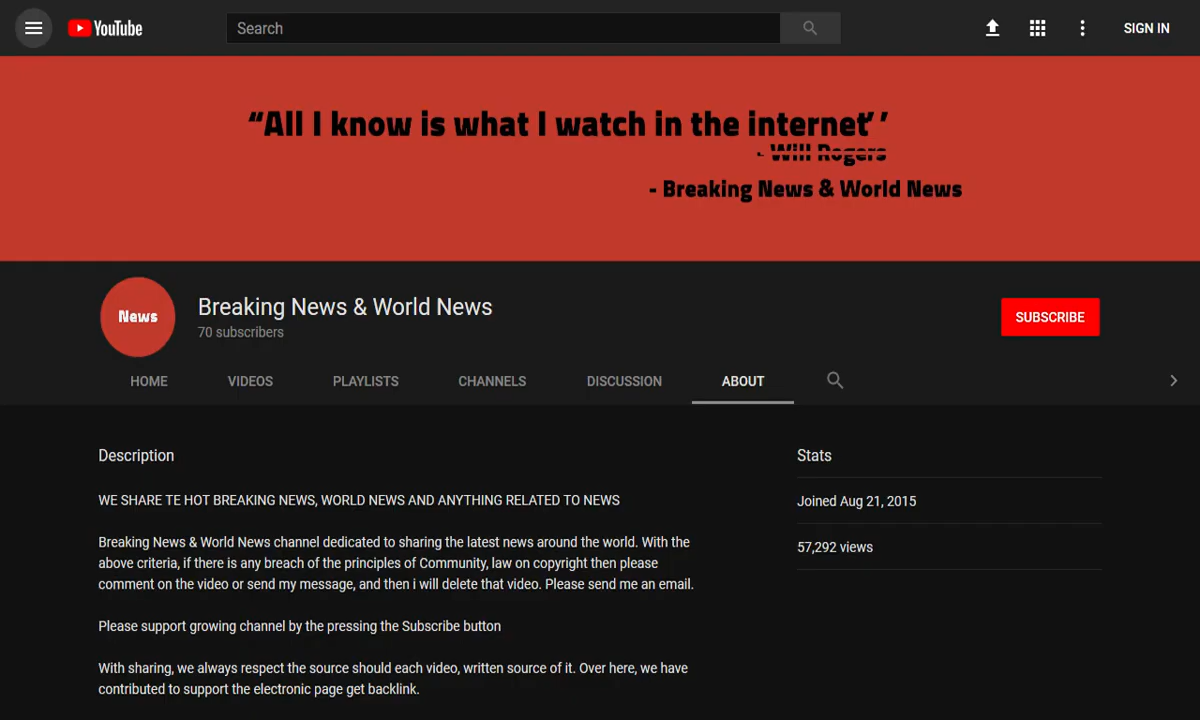 YouTube
Search
SIGN IN
“All I know is what I watch in the internet’’
- Will Rogers
- Breaking News & World News
News
Breaking News & World News
70 subscribers
SUBSCRIBE
HOME VIDEOS PLAYLISTS CHANNELS DISCUSSION ABOUT
Description
WE SHARE TE HOT BREAKING NEWS, WORLD NEWS AND ANYTHING RELATED TO NEWS
Breaking News & World News channel dedicated to sharing the latest news around the world. With the
above criteria, if there is any breach of the principles of Community, law on copyright then please
comment on the video or send my message, and then i will delete that video. Please send me an email.
Please support growing channel by the pressing the Subscribe button
With sharing, we always respect the source should each video, written source of it. Over here, we have
contributed to support the electronic page get backlink.
Stats
Joined Aug 21, 2015
57,292 views